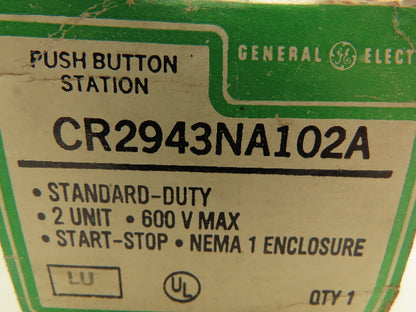 PUSH BUTTON
STATION
GENERAL GE ELECT
CR2943NA102A
• STANDARD-DUTY
• 2 UNIT • 600 V MAX
• START-STOP • NEMA 1 ENCLOSURE
LU
UL
QTY 1